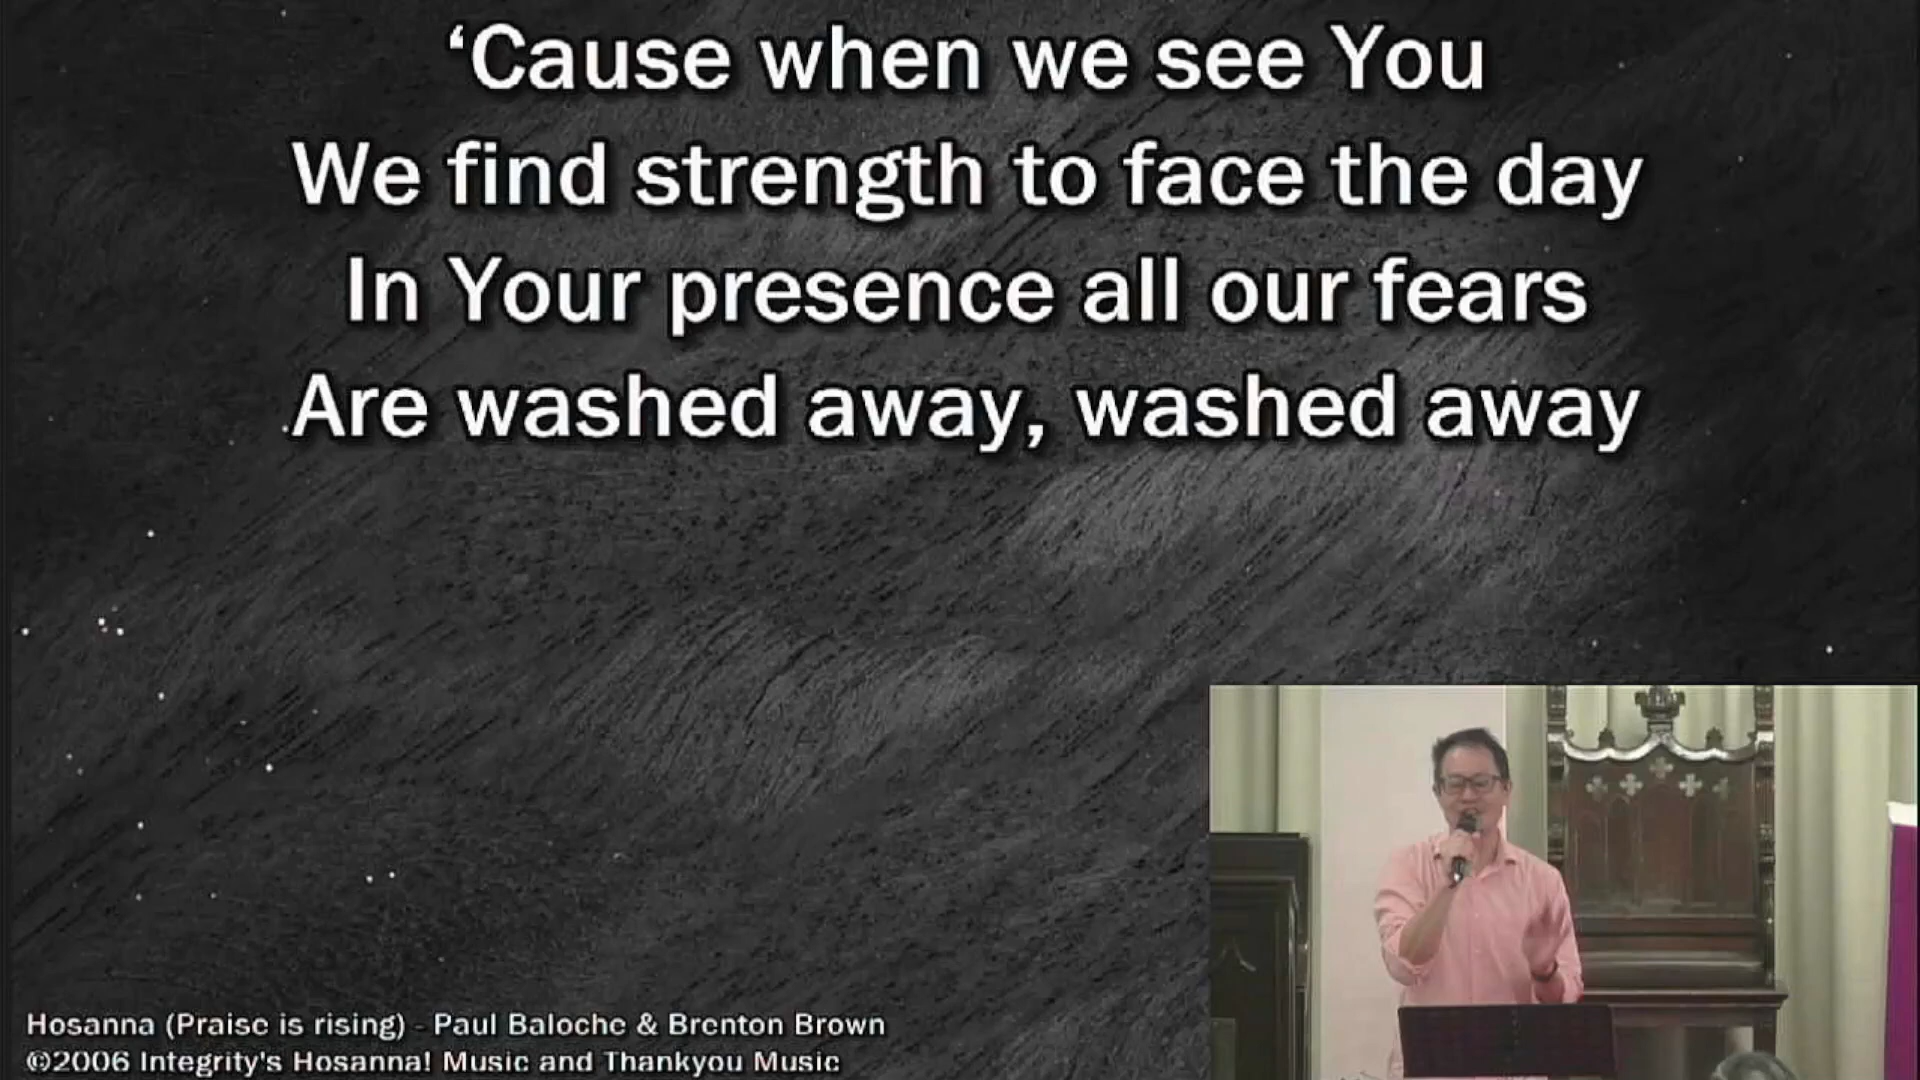 ‘Cause when we see You
We find strength to face the day
In Your presence all our fears
Are washed away, washed away
Hosanna (Praise is rising) - Paul Baloche & Brenton Brown
©2006 Integrity's Hosanna! Music and Thankyou Music